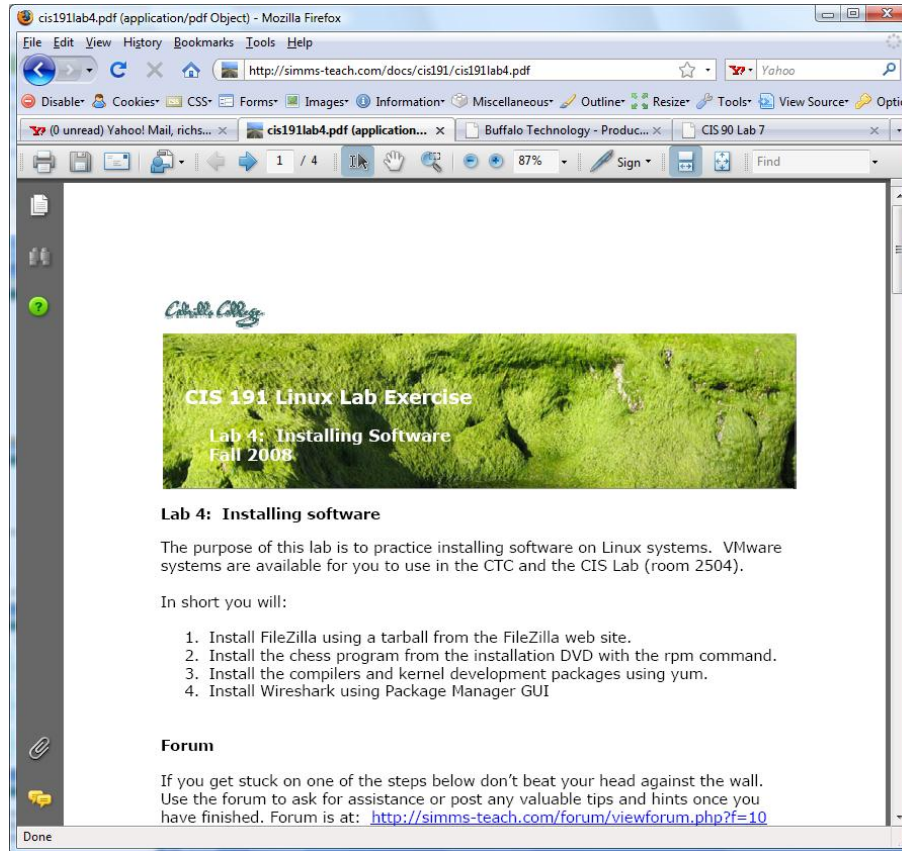 cis191lab4.pdf (application/pdf Object) - Mozilla Firefox
File Edit View History Bookmarks Tools Help
http://simms-teach.com/docs/cis191/cis191lab4.pdf
Yahoo
Disable Cookies CSS Forms Images Information Miscellaneous Outline Resize Tools View Source Optio
(0 unread) Yahoo! Mail, richs... cis191lab4.pdf (application... Buffalo Technology - Produc... CIS 90 Lab 7
1 / 4 87% Sign Find
Cabrillo College
CIS 191 Linux Lab Exercise
Lab 4: Installing Software
Fall 2008
Lab 4: Installing software
The purpose of this lab is to practice installing software on Linux systems. VMware
systems are available for you to use in the CTC and the CIS Lab (room 2504).
In short you will:
1. Install FileZilla using a tarball from the FileZilla web site.
2. Install the chess program from the installation DVD with the rpm command.
3. Install the compilers and kernel development packages using yum.
4. Install Wireshark using Package Manager GUI
Forum
If you get stuck on one of the steps below don't beat your head against the wall.
Use the forum to ask for assistance or post any valuable tips and hints once you
have finished. Forum is at: http://simms-teach.com/forum/viewforum.php?f=10
Done